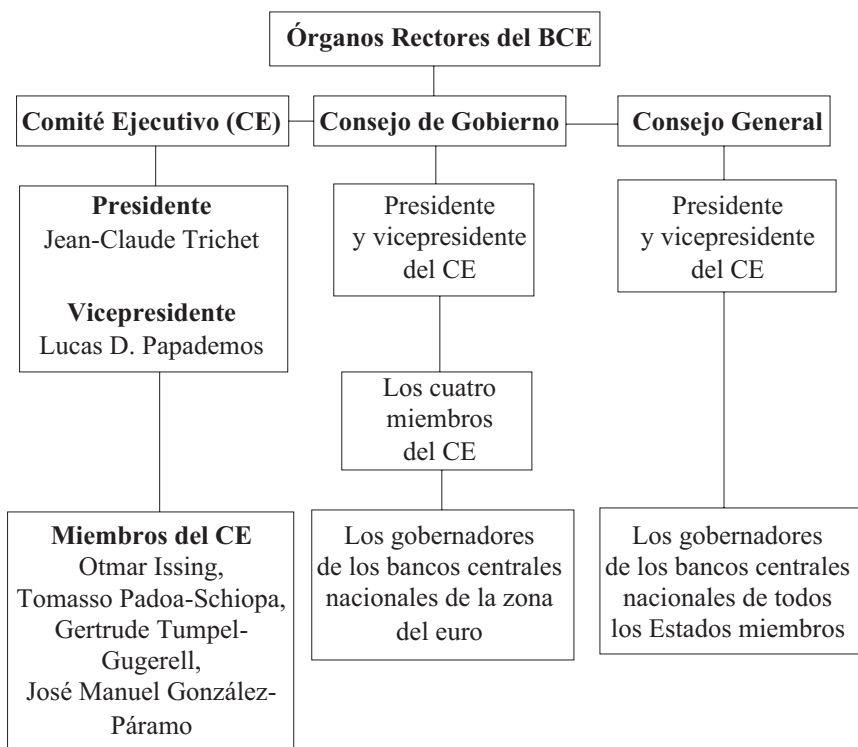 Órganos Rectores del BCE
Comité Ejecutivo (CE)
Consejo de Gobierno
Consejo General
Presidente
Jean-Claude Trichet
Vicepresidente
Lucas D. Papademos
Presidente
y vicepresidente
del CE
Presidente
y vicepresidente
del CE
Los cuatro
miembros
del CE
Miembros del CE
Otmar Issing,
Tomasso Padoa-Schiopa,
Gertrude Tumpel-
Gugerell,
José Manuel González-
Páramo
Los gobernadores
de los bancos centrales
nacionales de la zona
del euro
Los gobernadores
de los bancos centrales
nacionales de todos
los Estados miembros